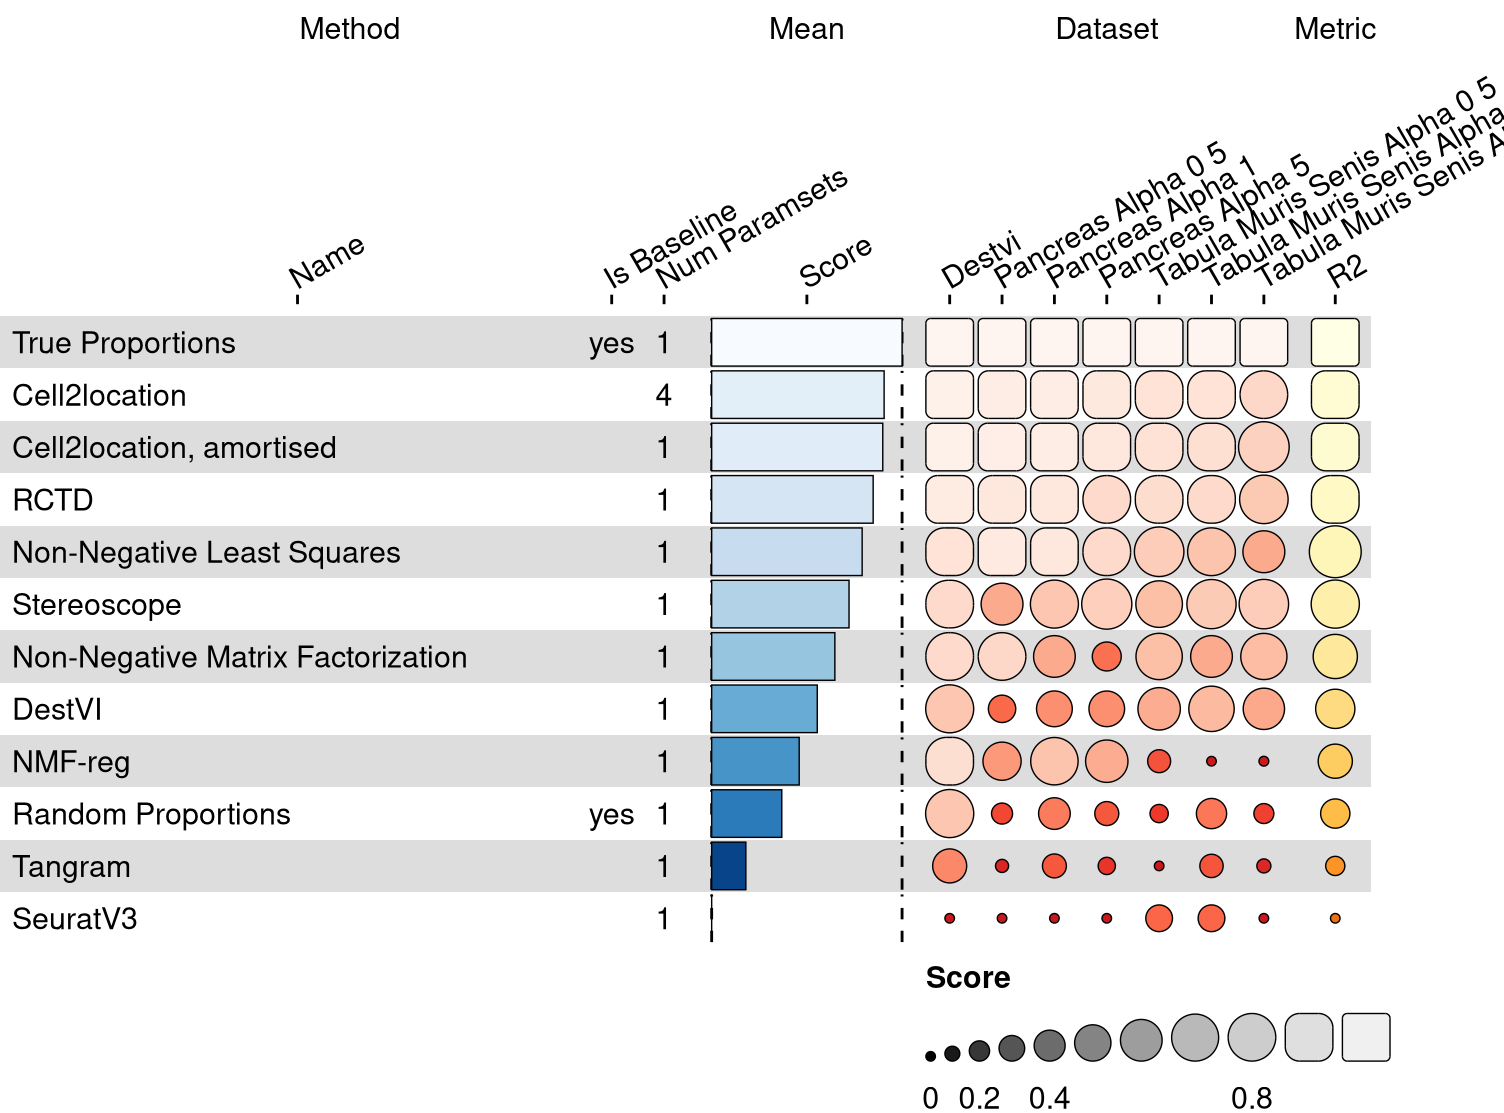 Method Mean Dataset Metric
Name Is Baseline Num Paramsets Score Destvi Pancreas Alpha 0 5 Pancreas Alpha 1 Pancreas Alpha 5 Tabula Muris Senis Alpha 0 5 Tabula Muris Senis Alpha Tabula Muris Senis R2
True Proportions yes 1
Cell2location 4
Cell2location, amortised 1
RCTD 1
Non-Negative Least Squares 1
Stereoscope 1
Non-Negative Matrix Factorization 1
DestVI 1
NMF-reg 1
Random Proportions yes 1
Tangram 1
SeuratV3 1
Score
0 0.2 0.4 0.8